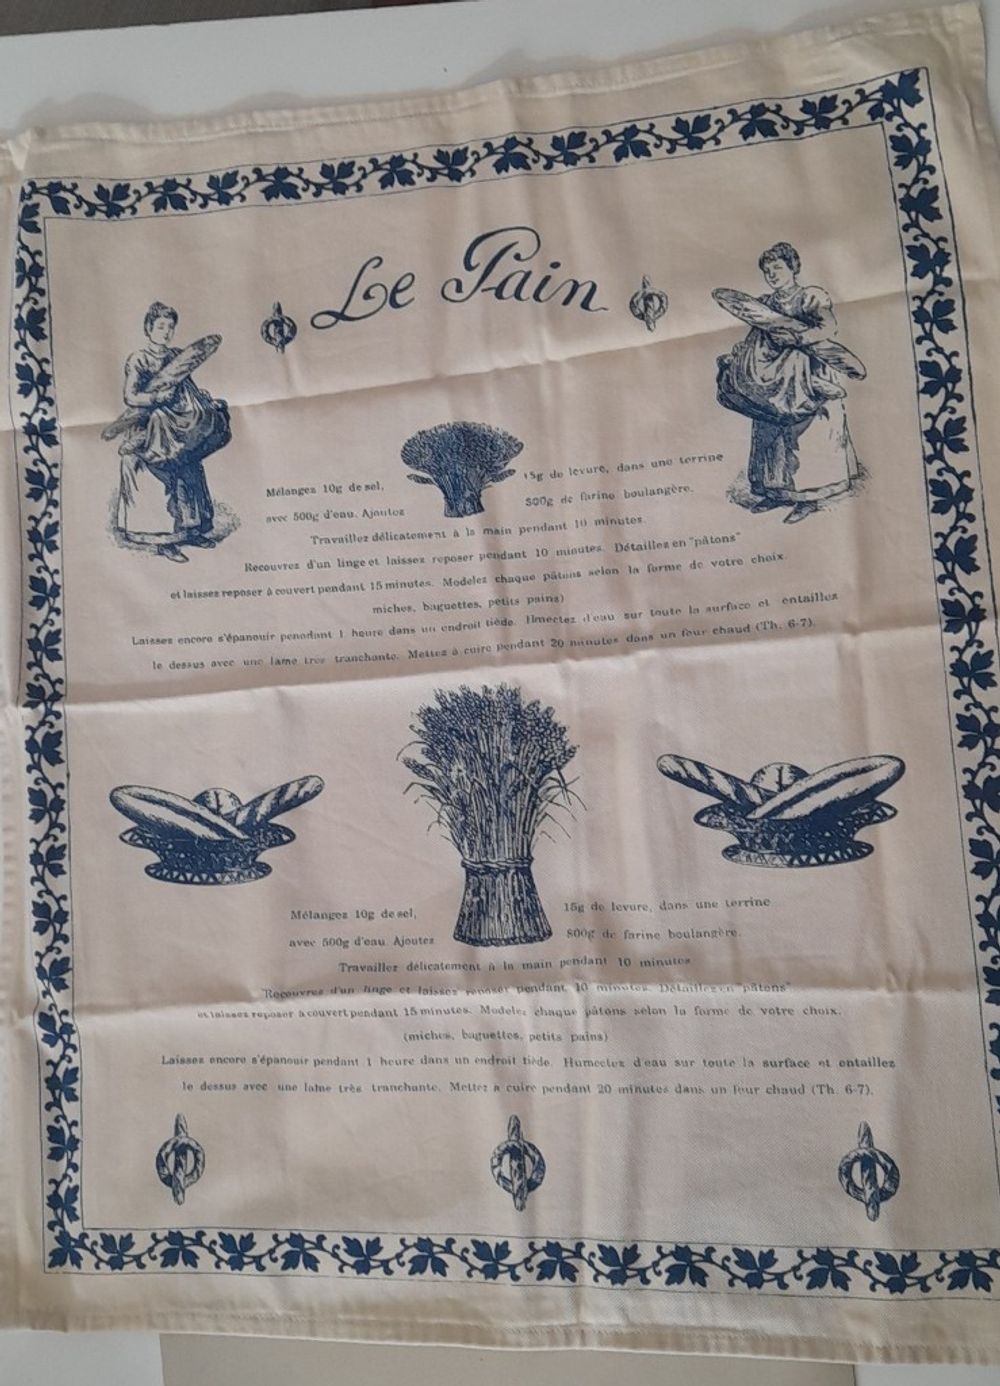 Le Pain
Mélangez 10g de sel, 15g de levure, dans une terrine
avec 500g d'eau. Ajoutez 800g de farine boulangère.
Travaillez délicatement à la main pendant 10 minutes.
Recouvrez d'un linge et laissez reposer pendant 10 minutes. Détaillez en "pâtons"
et laissez reposer à couvert pendant 15 minutes. Modelez chaque pâtons selon la forme de votre choix.
miches, baguettes, petits pains)
Laissez encore s'épanouir penodant 1 heure dans un endroit tiède. Hmectez d'eau sur toute la surface et entaillez
le dessus avec une lame tres tranchante. Mettez à cuire pendant 20 minutes dans un four chaud (Th. 6-7).
Mélangez 10g de sel, 15g de levure, dans une terrine
avec 500g d'eau. Ajoutez 800g de farine boulangère.
Travaillez délicatement à la main pendant 10 minutes
Recouvrez d'un linge et laissez reposer pendant 10 minutes. Détaillez en "pâtons"
et laissez reposer à couvert pendant 15 minutes. Modelez chaque pâtons selon la forme de votre choix.
(miches, baguettes, petits pains)
Laissez encore s'épanouir pendant 1 heure dans un endroit tiède. Humectez d'eau sur toute la surface et entaillez
le dessus avec une lame très tranchante. Mettez a cuire pendant 20 minutes dans un four chaud (Th. 6-7).